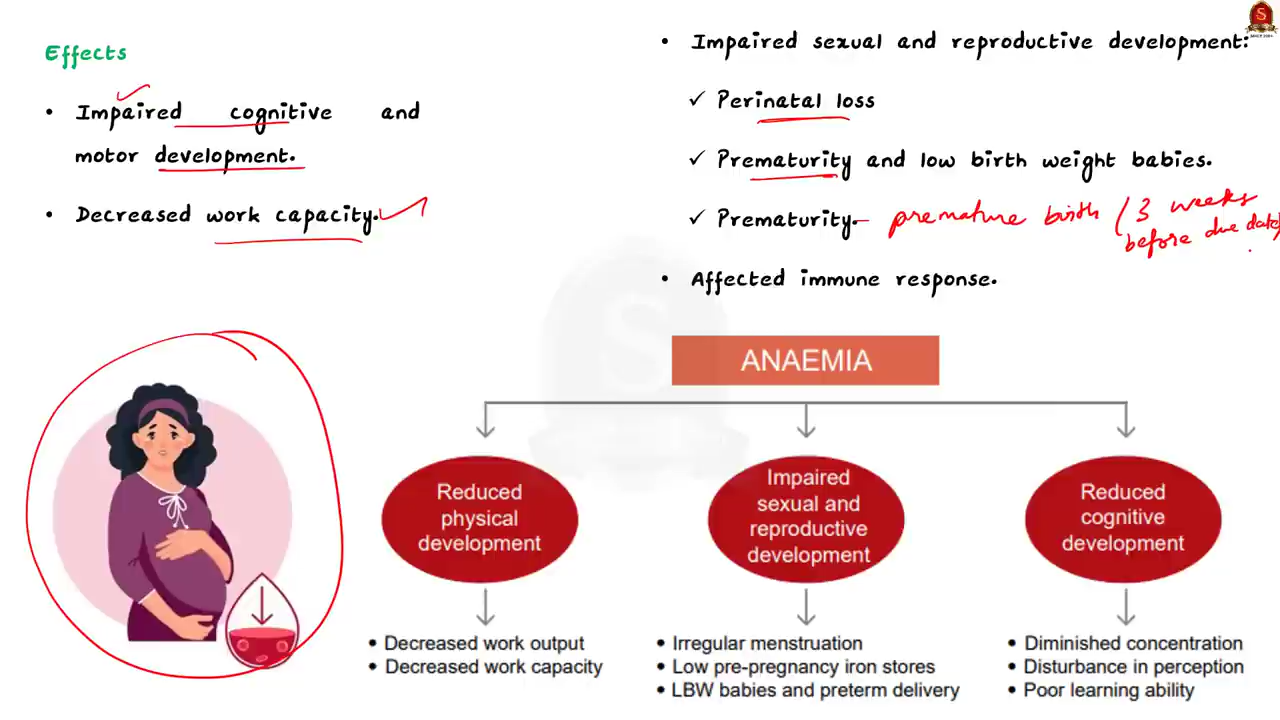 Effects
• Impaired cognitive and
motor development.
• Decreased work capacity.
• Impaired sexual and reproductive development:
✓ Perinatal loss
✓ Prematurity and low birth weight babies.
✓ Prematurity. – premature birth (3 weeks
before due date)
• Affected immune response.
ANAEMIA
Reduced
physical
development
• Decreased work output
• Decreased work capacity
Impaired
sexual and
reproductive
development
• Irregular menstruation
• Low pre-pregnancy iron stores
• LBW babies and preterm delivery
Reduced
cognitive
development
• Diminished concentration
• Disturbance in perception
• Poor learning ability
S